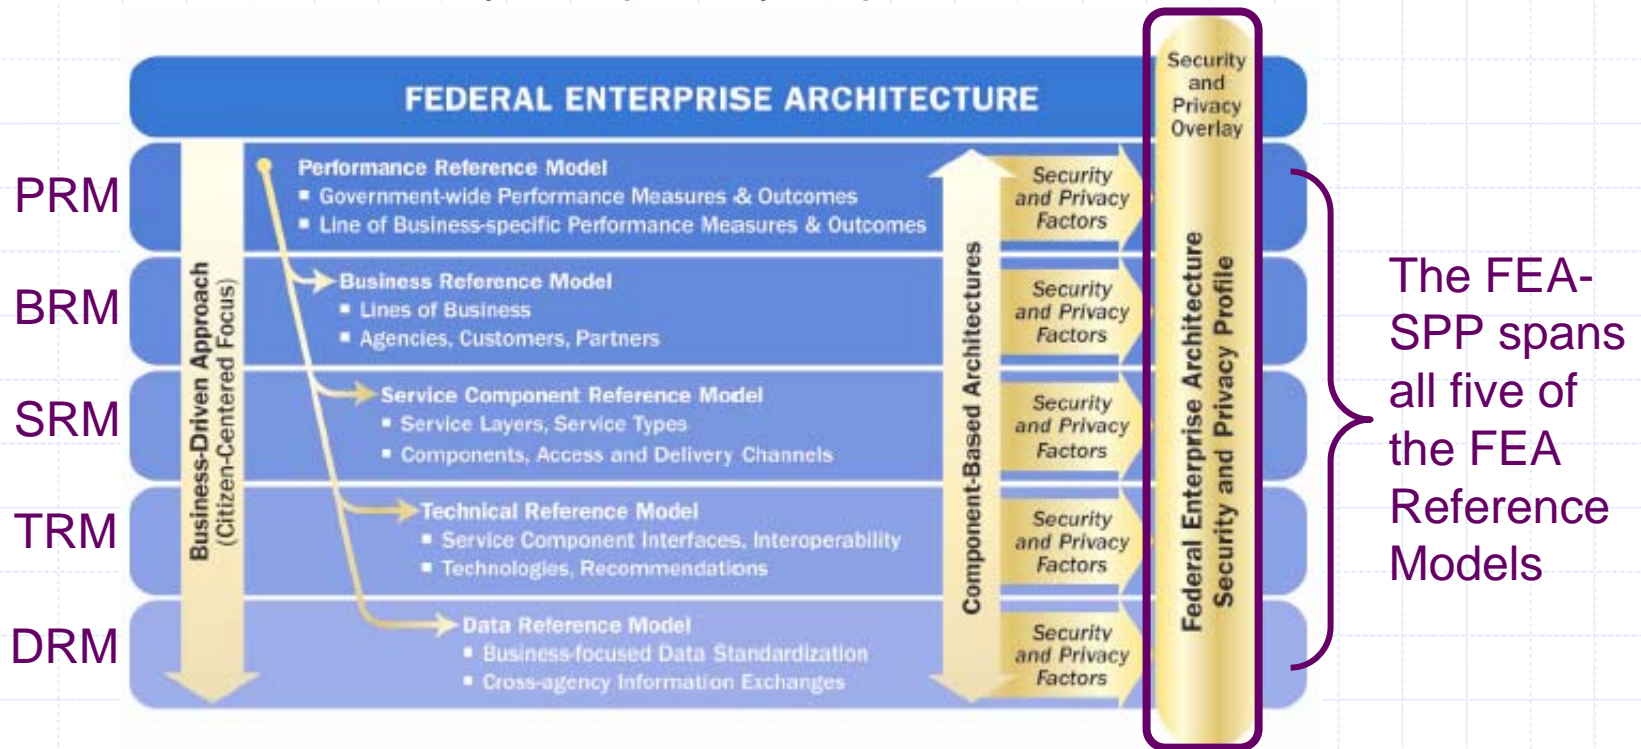 FEDERAL ENTERPRISE ARCHITECTURE
Security
and
Privacy
Overlay
PRM
Performance Reference Model
▪ Government-wide Performance Measures & Outcomes
▪ Line of Business-specific Performance Measures & Outcomes
Security
and Privacy
Factors
BRM
Business Reference Model
▪ Lines of Business
▪ Agencies, Customers, Partners
Security
and Privacy
Factors
SRM
Service Component Reference Model
▪ Service Layers, Service Types
▪ Components, Access and Delivery Channels
Security
and Privacy
Factors
TRM
Technical Reference Model
▪ Service Component Interfaces, Interoperability
▪ Technologies, Recommendations
Security
and Privacy
Factors
DRM
Data Reference Model
▪ Business-focused Data Standardization
▪ Cross-agency Information Exchanges
Security
and Privacy
Factors
Business-Driven Approach
(Citizen-Centered Focus)
Component-Based Architectures
Federal Enterprise Architecture
Security and Privacy Profile
The FEA-
SPP spans
all five of
the FEA
Reference
Models